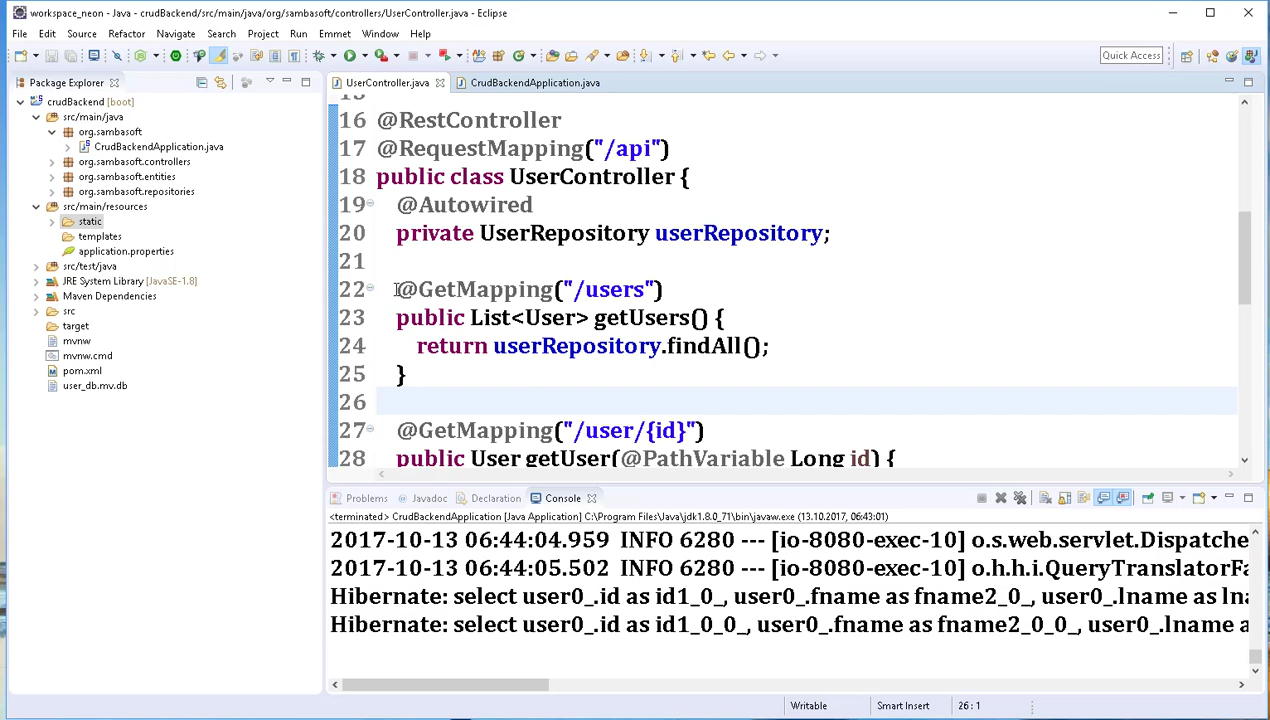 workspace_neon - Java - crudBackend/src/main/java/org/sambasoft/controllers/UserController.java - Eclipse
File Edit Source Refactor Navigate Search Project Run Emmet Window Help
Quick Access
Package Explorer
UserController.java
CrudBackendApplication.java
crudBackend [boot]
src/main/java
org.sambasoft
CrudBackendApplication.java
org.sambasoft.controllers
org.sambasoft.entities
org.sambasoft.repositories
src/main/resources
static
templates
application.properties
src/test/java
JRE System Library [JavaSE-1.8]
Maven Dependencies
src
target
mvnw
mvnw.cmd
pom.xml
user_db.mv.db
15
16 @RestController
17 @RequestMapping("/api")
18 public class UserController {
19 @Autowired
20 private UserRepository userRepository;
21
22 @GetMapping("/users")
23 public List<User> getUsers() {
24 return userRepository.findAll();
25 }
26
27 @GetMapping("/user/{id}")
28 public User getUser(@PathVariable Long id) {
Problems Javadoc Declaration Console
<terminated> CrudBackendApplication [Java Application] C:\Program Files\Java\jdk1.8.0_71\bin\javaw.exe (13.10.2017, 06:43:01)
2017-10-13 06:44:04.959 INFO 6280 --- [io-8080-exec-10] o.s.web.servlet.Dispatche
2017-10-13 06:44:05.502 INFO 6280 --- [io-8080-exec-10] o.h.h.i.QueryTranslatorFa
Hibernate: select user0_.id as id1_0_, user0_.fname as fname2_0_, user0_.lname as lna
Hibernate: select user0_.id as id1_0_0_, user0_.fname as fname2_0_0_, user0_.lname a
Writable Smart Insert 26 : 1